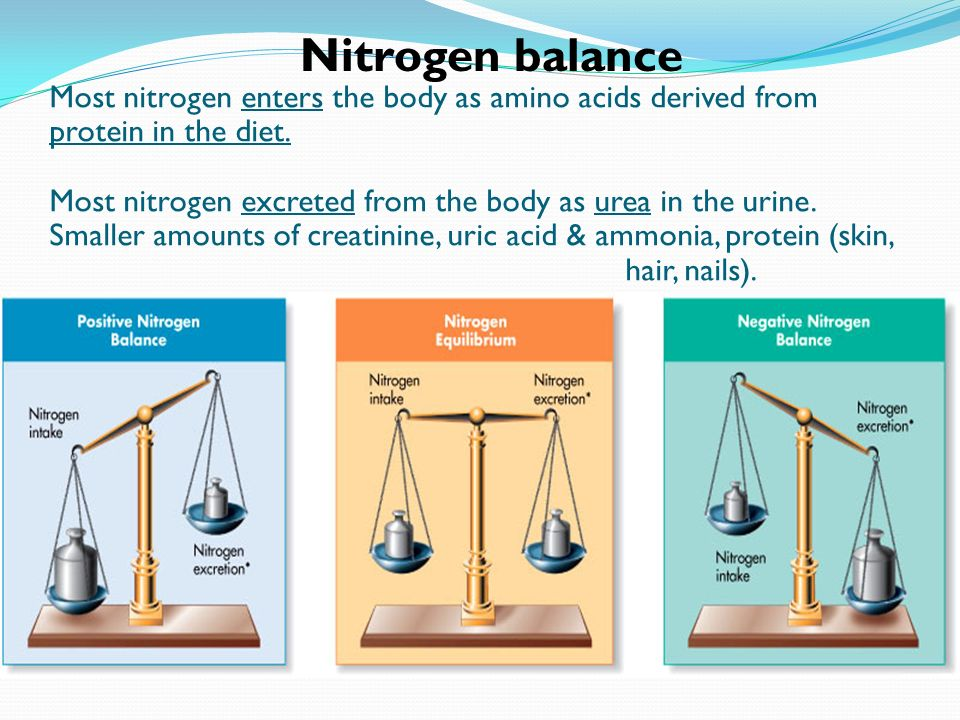 Nitrogen balance
Most nitrogen enters the body as amino acids derived from
protein in the diet.
Most nitrogen excreted from the body as urea in the urine.
Smaller amounts of creatinine, uric acid & ammonia, protein (skin,
hair, nails).
Positive Nitrogen
Balance
Nitrogen
intake
Nitrogen
excretion*
Nitrogen
Equilibrium
Nitrogen
intake
Nitrogen
excretion*
Negative Nitrogen
Balance
Nitrogen
excretion*
Nitrogen
intake